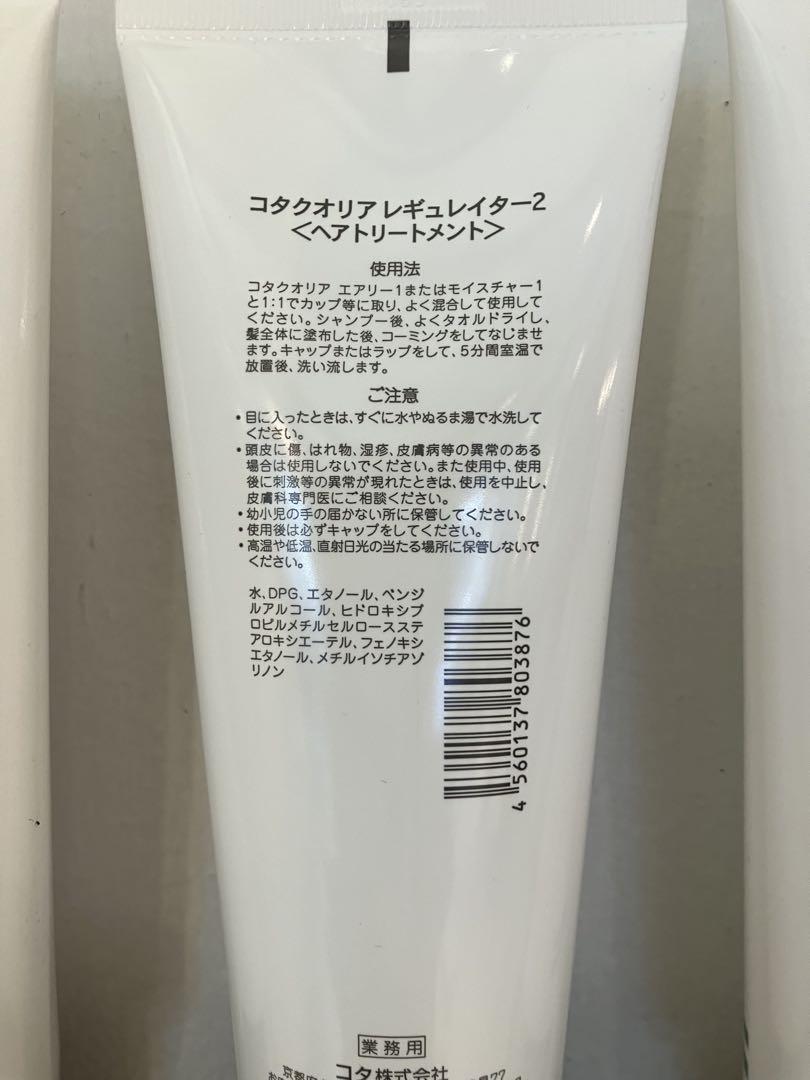 コタクオリア レギュレイター2
<ヘアトリートメント>
使用法
コタクオリア エアリー1またはモイスチャー1
と1:1でカップ等に取り、よく混合して使用して
ください。シャンプー後、よくタオルドライし、
髪全体に塗布した後、コーミングをしてなじませ
ます。キャップまたはラップをして、5分間室温で
放置後、洗い流します。
ご注意
・目に入ったときは、すぐに水やぬるま湯で水洗して
ください。
・頭皮に傷、はれ物、湿疹、皮膚病等の異常のある
場合は使用しないでください。また使用中、使用
後に刺激等の異常が現れたときは、使用を中止し、
皮膚科専門医にご相談ください。
・幼小児の手の届かない所に保管してください。
・使用後は必ずキャップをしてください。
・高温や低温、直射日光の当たる場所に保管しないで
ください。
水、DPG、エタノール、ベンジ
ルアルコール、ヒドロキシプ
ロピルメチルセルロースステ
アロキシエーテル、フェノキシ
エタノール、メチルイソチアゾ
リノン
4 560137 803876
業務用
コタ株式会社